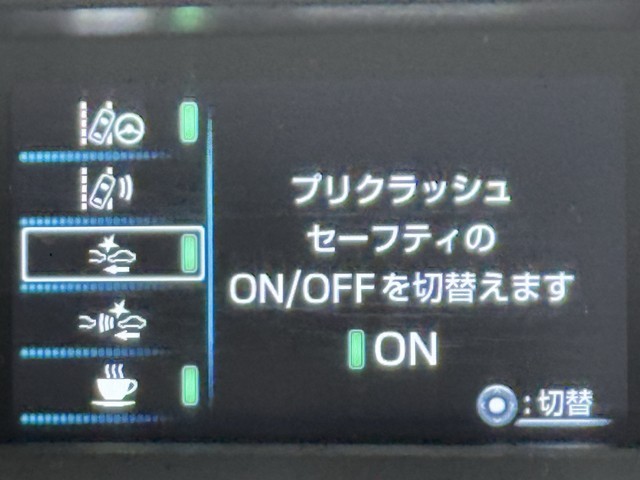 プリクラッシュ
セーフティの
ON/OFFを切替えます
ON
:切替